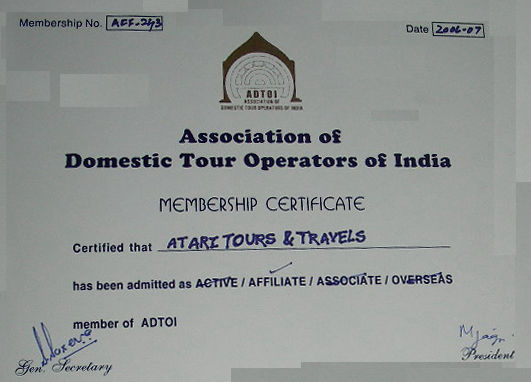 Membership No. AFF-243
Date 2006-07
ADTOI
ASSOCIATION OF
DOMESTIC TOUR OPERATORS OF INDIA
Association of
Domestic Tour Operators of India
MEMBERSHIP CERTIFICATE
Certified that ATARI TOURS & TRAVELS
has been admitted as ACTIVE / AFFILIATE / ASSOCIATE / OVERSEAS
member of ADTOI
Gen. Secretary
President